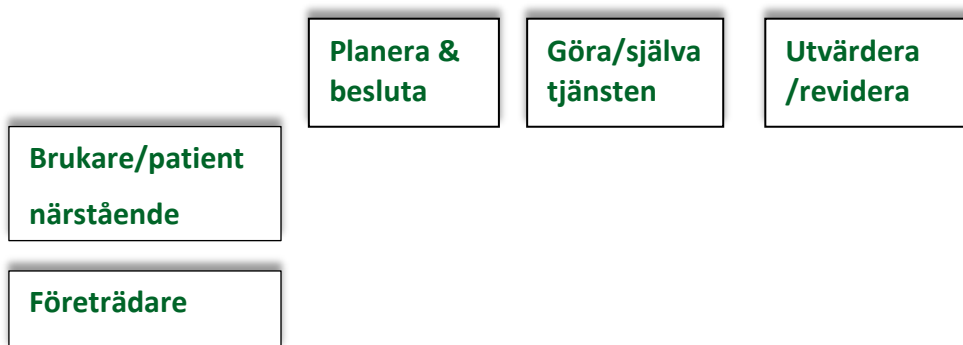 Planera &
besluta
Göra/själva
tjänsten
Utvärdera
/revidera
Brukare/patient
närstående
Företrädare